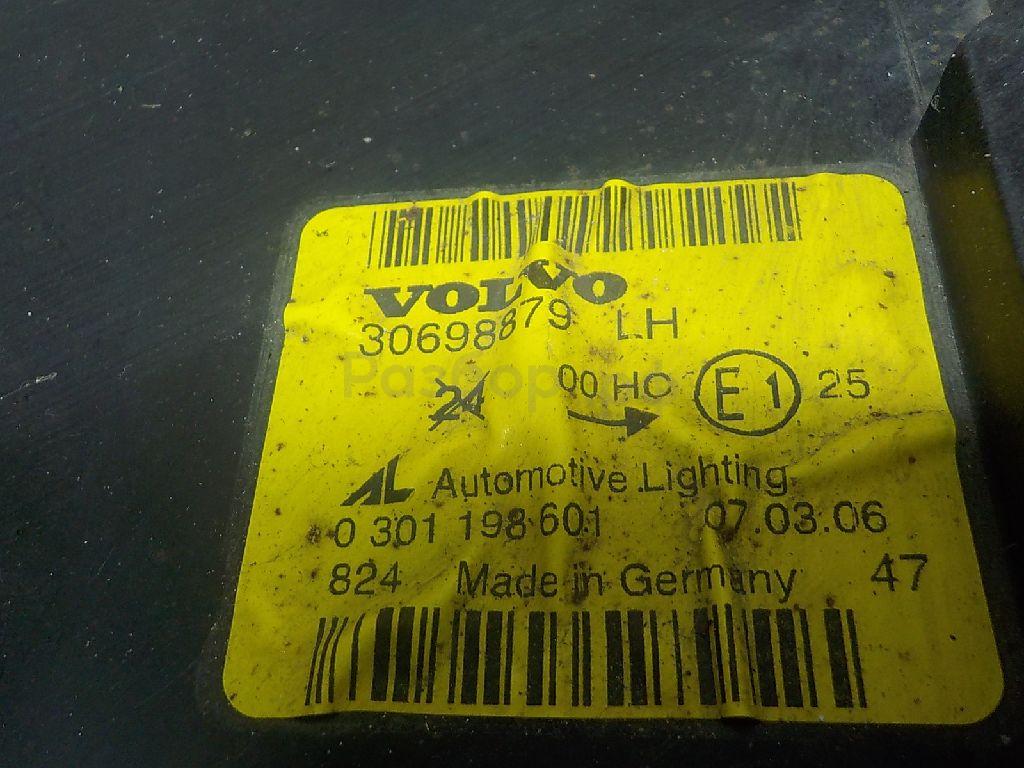 VOLVO
30698879 LH
24 00 HC E1 25
AL Automotive Lighting
0 301 198 601 07.03.06
824 Made in Germany 47